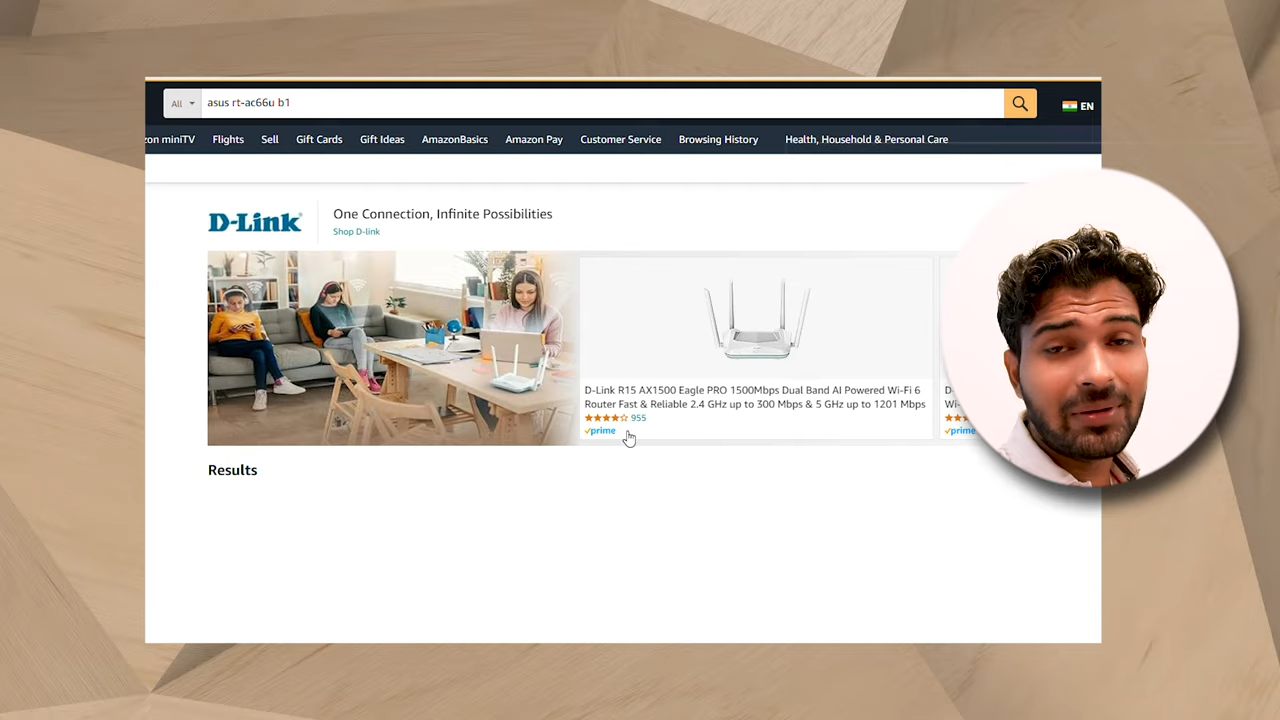 All
asus rt-ac66u b1
EN
zon miniTV Flights Sell Gift Cards Gift Ideas AmazonBasics Amazon Pay Customer Service Browsing History Health, Household & Personal Care
D-Link
One Connection, Infinite Possibilities
Shop D-link
D-Link R15 AX1500 Eagle PRO 1500Mbps Dual Band AI Powered Wi-Fi 6
Router Fast & Reliable 2.4 GHz up to 300 Mbps & 5 GHz up to 1201 Mbps
955
prime
D-
Wi-
prime
Results